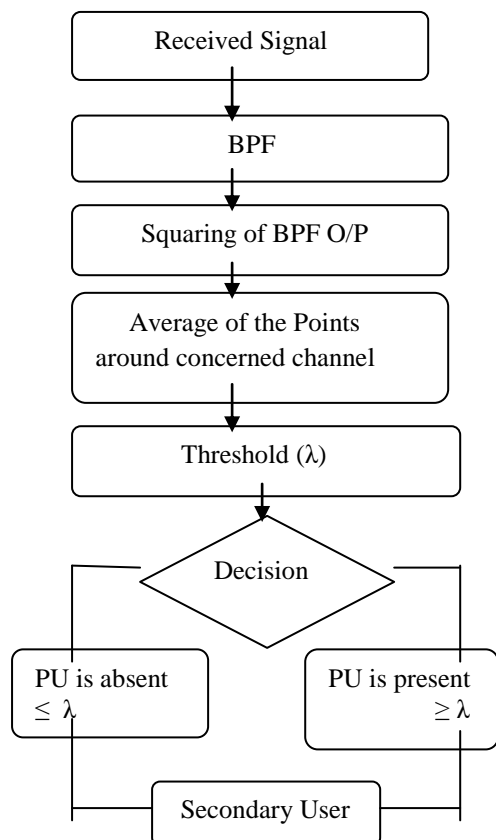 Received Signal
BPF
Squaring of BPF O/P
Average of the Points
around concerned channel
Threshold (λ)
Decision
PU is absent
≤ λ
PU is present
≥ λ
Secondary User